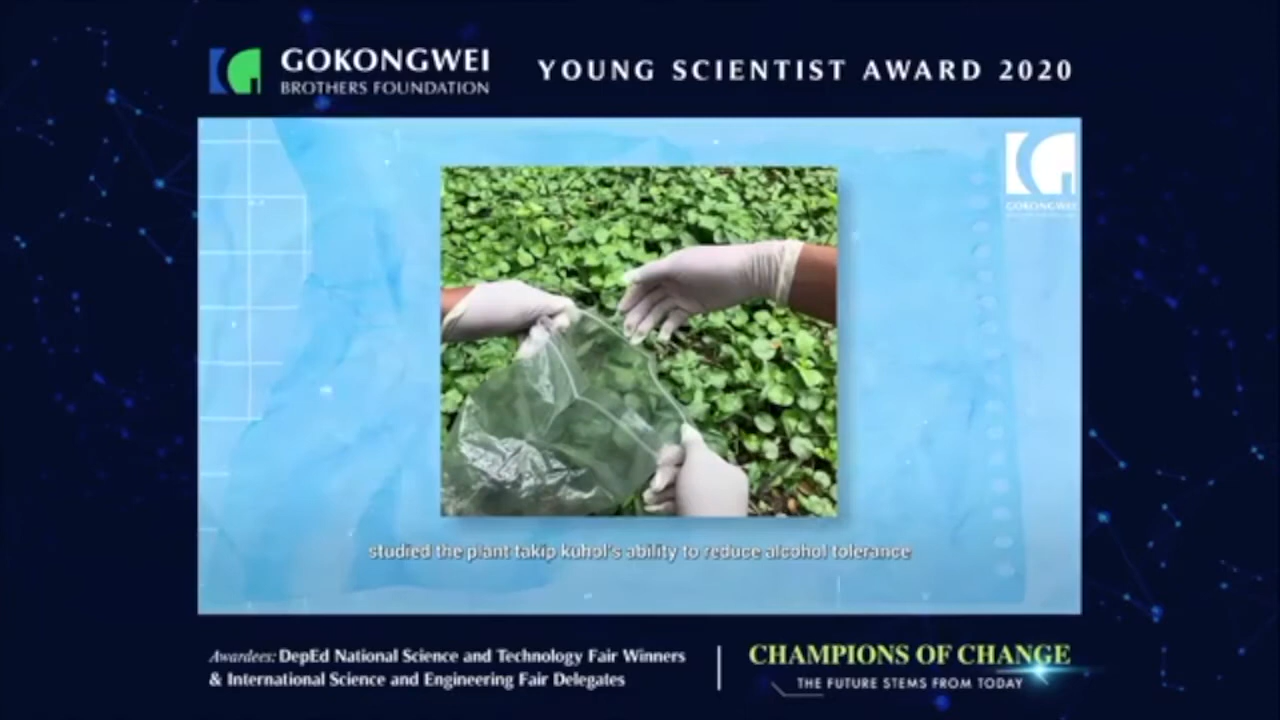 GOKONGWEI
BROTHERS FOUNDATION
YOUNG SCIENTIST AWARD 2020
GOKONGWEI
studied the plant takip kuhol's ability to reduce alcohol tolerance
Awardees: DepEd National Science and Technology Fair Winners
& International Science and Engineering Fair Delegates
CHAMPIONS OF CHANGE
THE FUTURE STEMS FROM TODAY